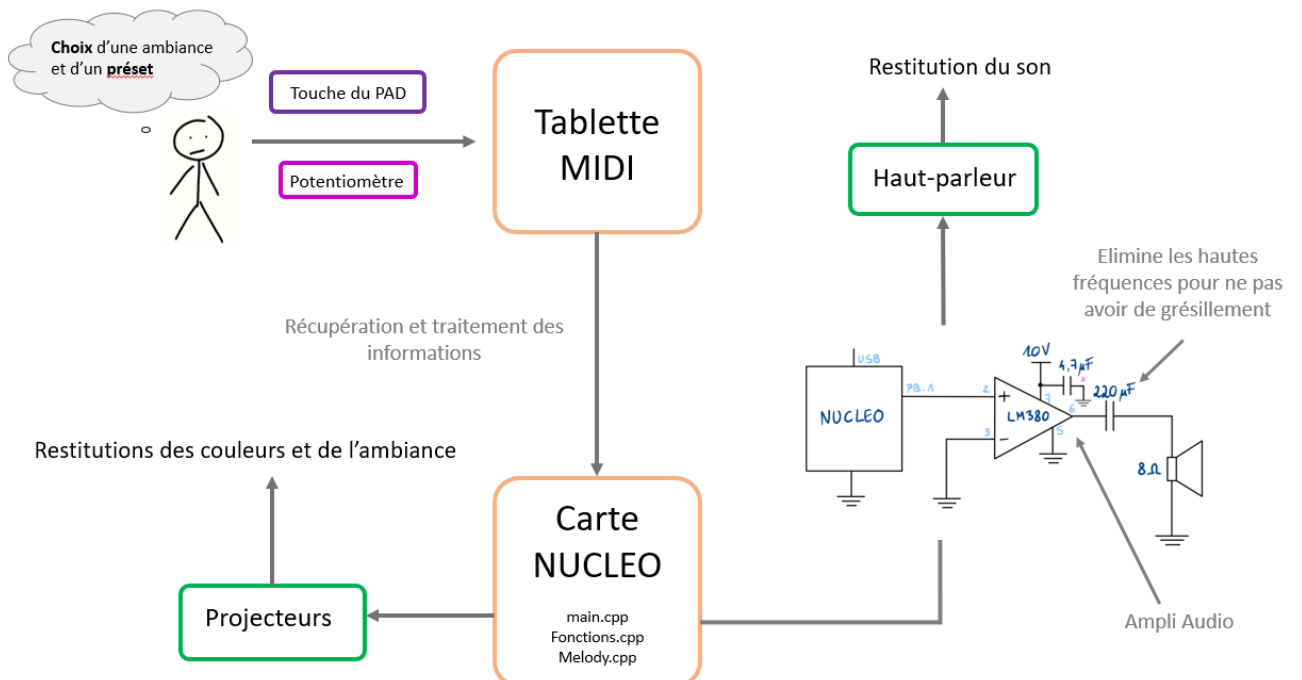 Choix d'une ambiance
et d'un préset
Touche du PAD
Potentiomètre
Tablette
MIDI
Restitution du son
Haut-parleur
Elimine les hautes
fréquences pour ne pas
avoir de grésillement
Récupération et traitement des
informations
USB
NUCLEO
PB_1
2
+
3
-
LM380
10V
7
4,7µF
*
220µF
6
5
8Ω
Ampli Audio
Restitutions des couleurs et de l'ambiance
Projecteurs
Carte
NUCLEO
main.cpp
Fonctions.cpp
Melody.cpp